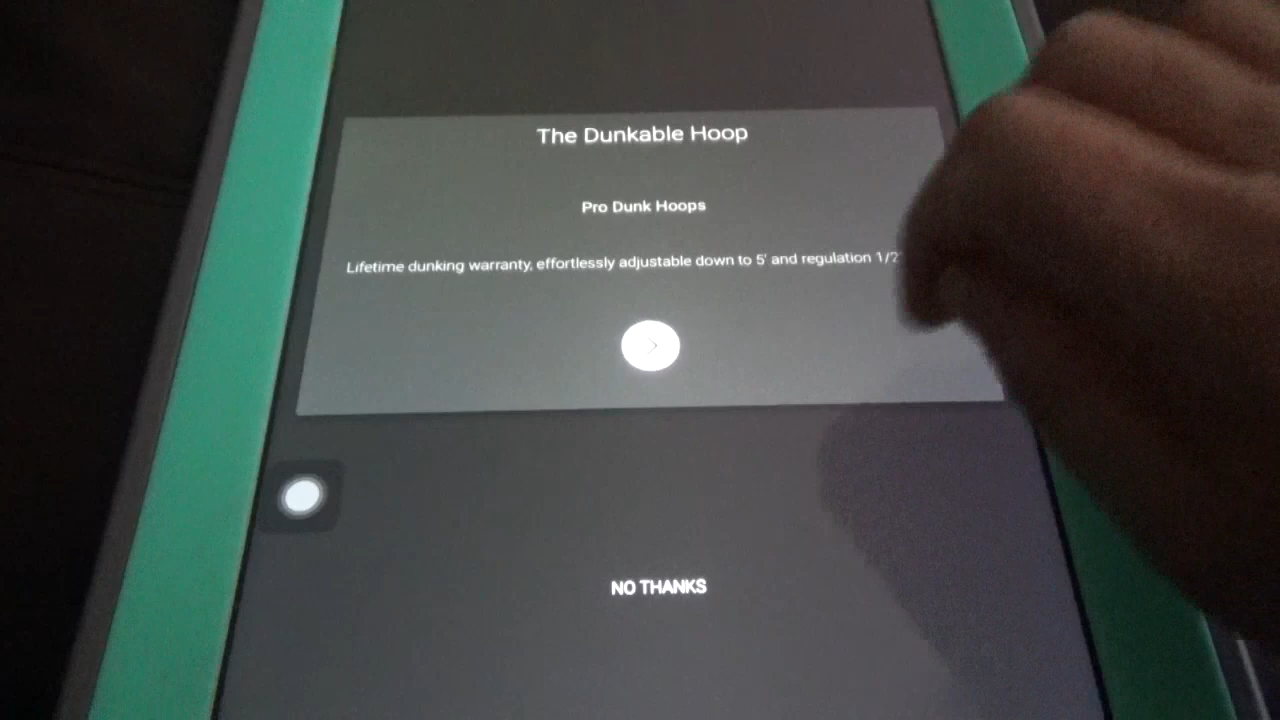 The Dunkable Hoop
Pro Dunk Hoops
Lifetime dunking warranty, effortlessly adjustable down to 5' and regulation 1/2
NO THANKS